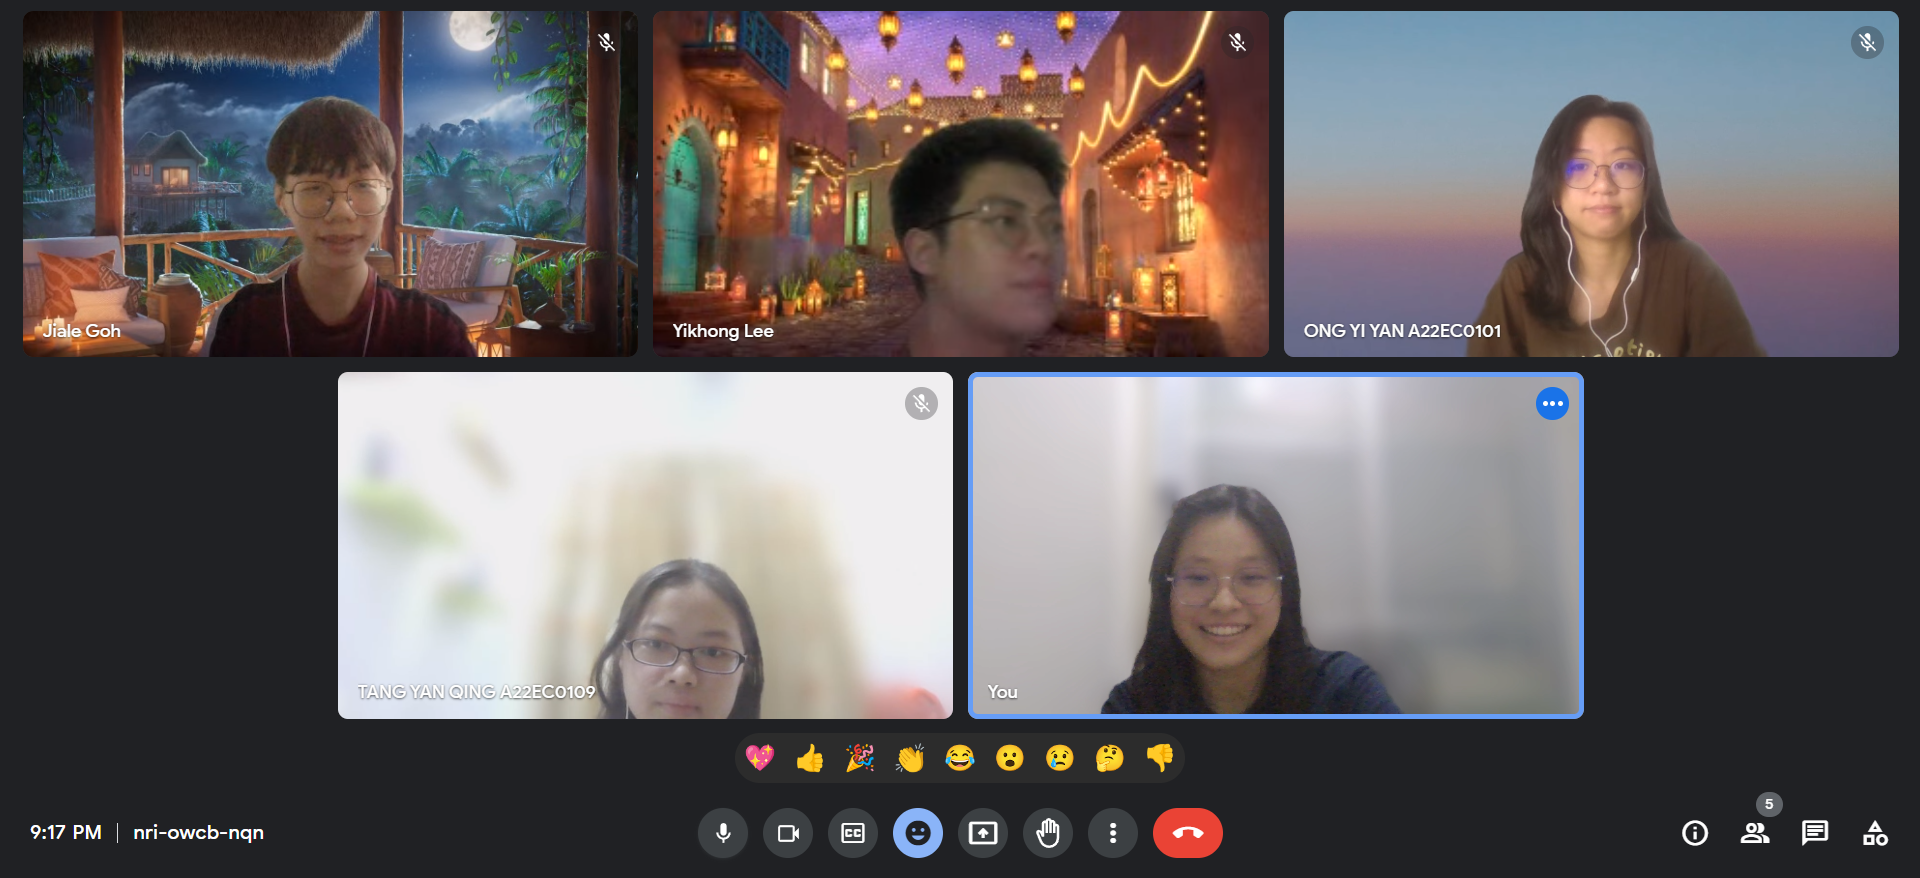 Jiale Goh
Yikhong Lee
ONG YI YAN A22EC0101
TANG YAN QING A22EC0109
You
9:17 PM | nri-owcb-nqn
CC
5